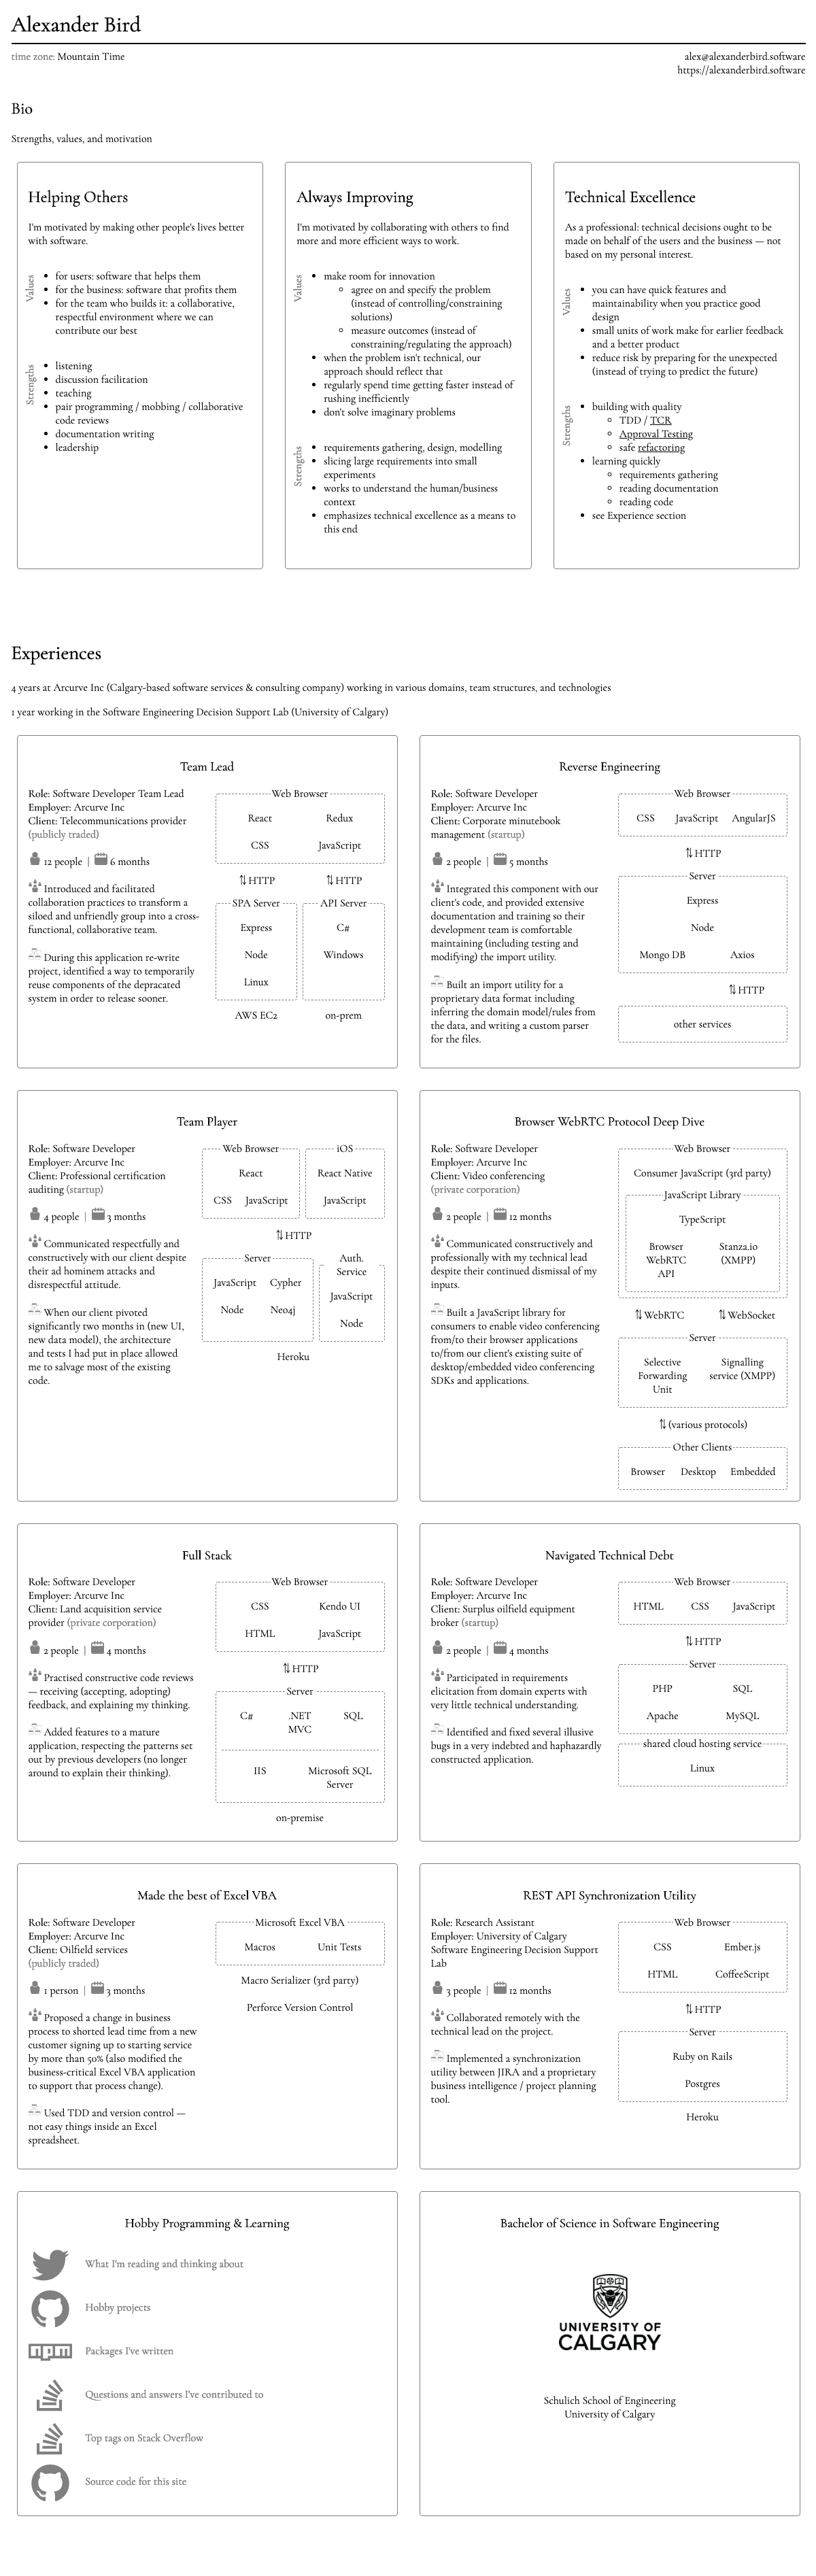 Alexander Bird
time zone: Mountain Time
alex@alexanderbird.software
https://alexanderbird.software
Bio
Strengths, values, and motivation
Helping Others
I'm motivated by making other people's lives better
with software.
Values
• for users: software that helps them
• for the business: software that profits them
• for the team who builds it: a collaborative,
respectful environment where we can
contribute our best
Strengths
• listening
• discussion facilitation
• teaching
• pair programming / mobbing / collaborative
code reviews
• documentation writing
• leadership
Always Improving
I'm motivated by collaborating with others to find
more and more efficient ways to work.
Values
• make room for innovation
◦ agree on and specify the problem
(instead of controlling/constraining
solutions)
◦ measure outcomes (instead of
constraining/regulating the approach)
• when the problem isn't technical, our
approach should reflect that
• regularly spend time getting faster instead of
rushing inefficiently
• don't solve imaginary problems
Strengths
• requirements gathering, design, modelling
• slicing large requirements into small
experiments
• works to understand the human/business
context
• emphasizes technical excellence as a means to
this end
Technical Excellence
As a professional: technical decisions ought to be
made on behalf of the users and the business — not
based on my personal interest.
Values
• you can have quick features and
maintainability when you practice good
design
• small units of work make for earlier feedback
and a better product
• reduce risk by preparing for the unexpected
(instead of trying to predict the future)
Strengths
• building with quality
◦ TDD / TCR
◦ Approval Testing
◦ safe refactoring
• learning quickly
◦ requirements gathering
◦ reading documentation
◦ reading code
• see Experience section
Experiences
4 years at Arcurve Inc (Calgary-based software services & consulting company) working in various domains, team structures, and technologies
1 year working in the Software Engineering Decision Support Lab (University of Calgary)
Team Lead
Role: Software Developer Team Lead
Employer: Arcurve Inc
Client: Telecommunications provider
(publicly traded)
12 people | 6 months
Introduced and facilitated
collaboration practices to transform a
siloed and unfriendly group into a cross-
functional, collaborative team.
During this application re-write
project, identified a way to temporarily
reuse components of the depracated
system in order to release sooner.
Web Browser
React Redux
CSS JavaScript
⇅ HTTP ⇅ HTTP
SPA Server API Server
Express C#
Node Windows
Linux
AWS EC2 on-prem
Reverse Engineering
Role: Software Developer
Employer: Arcurve Inc
Client: Corporate minutebook
management (startup)
2 people | 5 months
Integrated this component with our
client's code, and provided extensive
documentation and training so their
development team is comfortable
maintaining (including testing and
modifying) the import utility.
Built an import utility for a
proprietary data format including
inferring the domain model/rules from
the data, and writing a custom parser
for the files.
Web Browser
CSS JavaScript AngularJS
⇅ HTTP
Server
Express
Node
Mongo DB Axios
⇅ HTTP
other services
Team Player
Role: Software Developer
Employer: Arcurve Inc
Client: Professional certification
auditing (startup)
4 people | 3 months
Communicated respectfully and
constructively with our client despite
their ad hominem attacks and
disrespectful attitude.
When our client pivoted
significantly two months in (new UI,
new data model), the architecture
and tests I had put in place allowed
me to salvage most of the existing
code.
Web Browser iOS
React React Native
CSS JavaScript JavaScript
⇅ HTTP
Server Auth.
Service
JavaScript Cypher JavaScript
Node Neo4j Node
Heroku
Browser WebRTC Protocol Deep Dive
Role: Software Developer
Employer: Arcurve Inc
Client: Video conferencing
(private corporation)
2 people | 12 months
Communicated constructively and
professionally with my technical lead
despite their continued dismissal of my
inputs.
Built a JavaScript library for
consumers to enable video conferencing
from/to their browser applications
to/from our client's existing suite of
desktop/embedded video conferencing
SDKs and applications.
Web Browser
Consumer JavaScript (3rd party)
JavaScript Library
TypeScript
Browser Stanza.io
WebRTC (XMPP)
API
⇅ WebRTC ⇅ WebSocket
Server
Selective Signalling
Forwarding service (XMPP)
Unit
⇅ (various protocols)
Other Clients
Browser Desktop Embedded
Full Stack
Role: Software Developer
Employer: Arcurve Inc
Client: Land acquisition service
provider (private corporation)
2 people | 4 months
Practised constructive code reviews
— receiving (accepting, adopting)
feedback, and explaining my thinking.
Added features to a mature
application, respecting the patterns set
out by previous developers (no longer
around to explain their thinking).
Web Browser
CSS Kendo UI
HTML JavaScript
⇅ HTTP
Server
C# .NET SQL
MVC
IIS Microsoft SQL
Server
on-premise
Navigated Technical Debt
Role: Software Developer
Employer: Arcurve Inc
Client: Surplus oilfield equipment
broker (startup)
2 people | 4 months
Participated in requirements
elicitation from domain experts with
very little technical understanding.
Identified and fixed several illusive
bugs in a very indebted and haphazardly
constructed application.
Web Browser
HTML CSS JavaScript
⇅ HTTP
Server
PHP SQL
Apache MySQL
shared cloud hosting service
Linux
Made the best of Excel VBA
Role: Software Developer
Employer: Arcurve Inc
Client: Oilfield services
(publicly traded)
1 person | 3 months
Proposed a change in business
process to shorted lead time from a new
customer signing up to starting service
by more than 50% (also modified the
business-critical Excel VBA application
to support that process change).
Used TDD and version control —
not easy things inside an Excel
spreadsheet.
Microsoft Excel VBA
Macros Unit Tests
Macro Serializer (3rd party)
Perforce Version Control
REST API Synchronization Utility
Role: Research Assistant
Employer: University of Calgary
Software Engineering Decision Support
Lab
3 people | 12 months
Collaborated remotely with the
technical lead on the project.
Implemented a synchronization
utility between JIRA and a proprietary
business intelligence / project planning
tool.
Web Browser
CSS Ember.js
HTML CoffeeScript
⇅ HTTP
Server
Ruby on Rails
Postgres
Heroku
Hobby Programming & Learning
What I'm reading and thinking about
Hobby projects
npm
Packages I've written
Questions and answers I've contributed to
Top tags on Stack Overflow
Source code for this site
Bachelor of Science in Software Engineering
UNIVERSITY OF
CALGARY
Schulich School of Engineering
University of Calgary